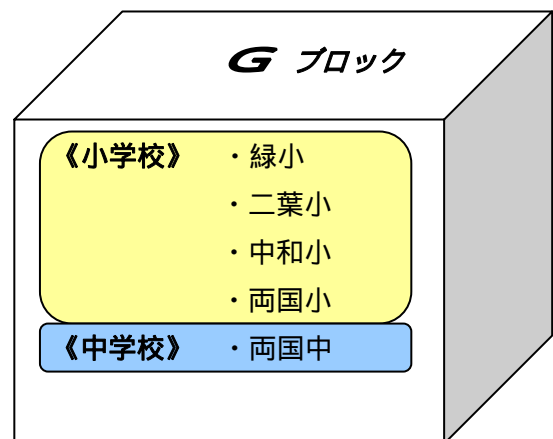 G ブロック
《小学校》 ・緑小
・二葉小
・中和小
・両国小
《中学校》 ・両国中